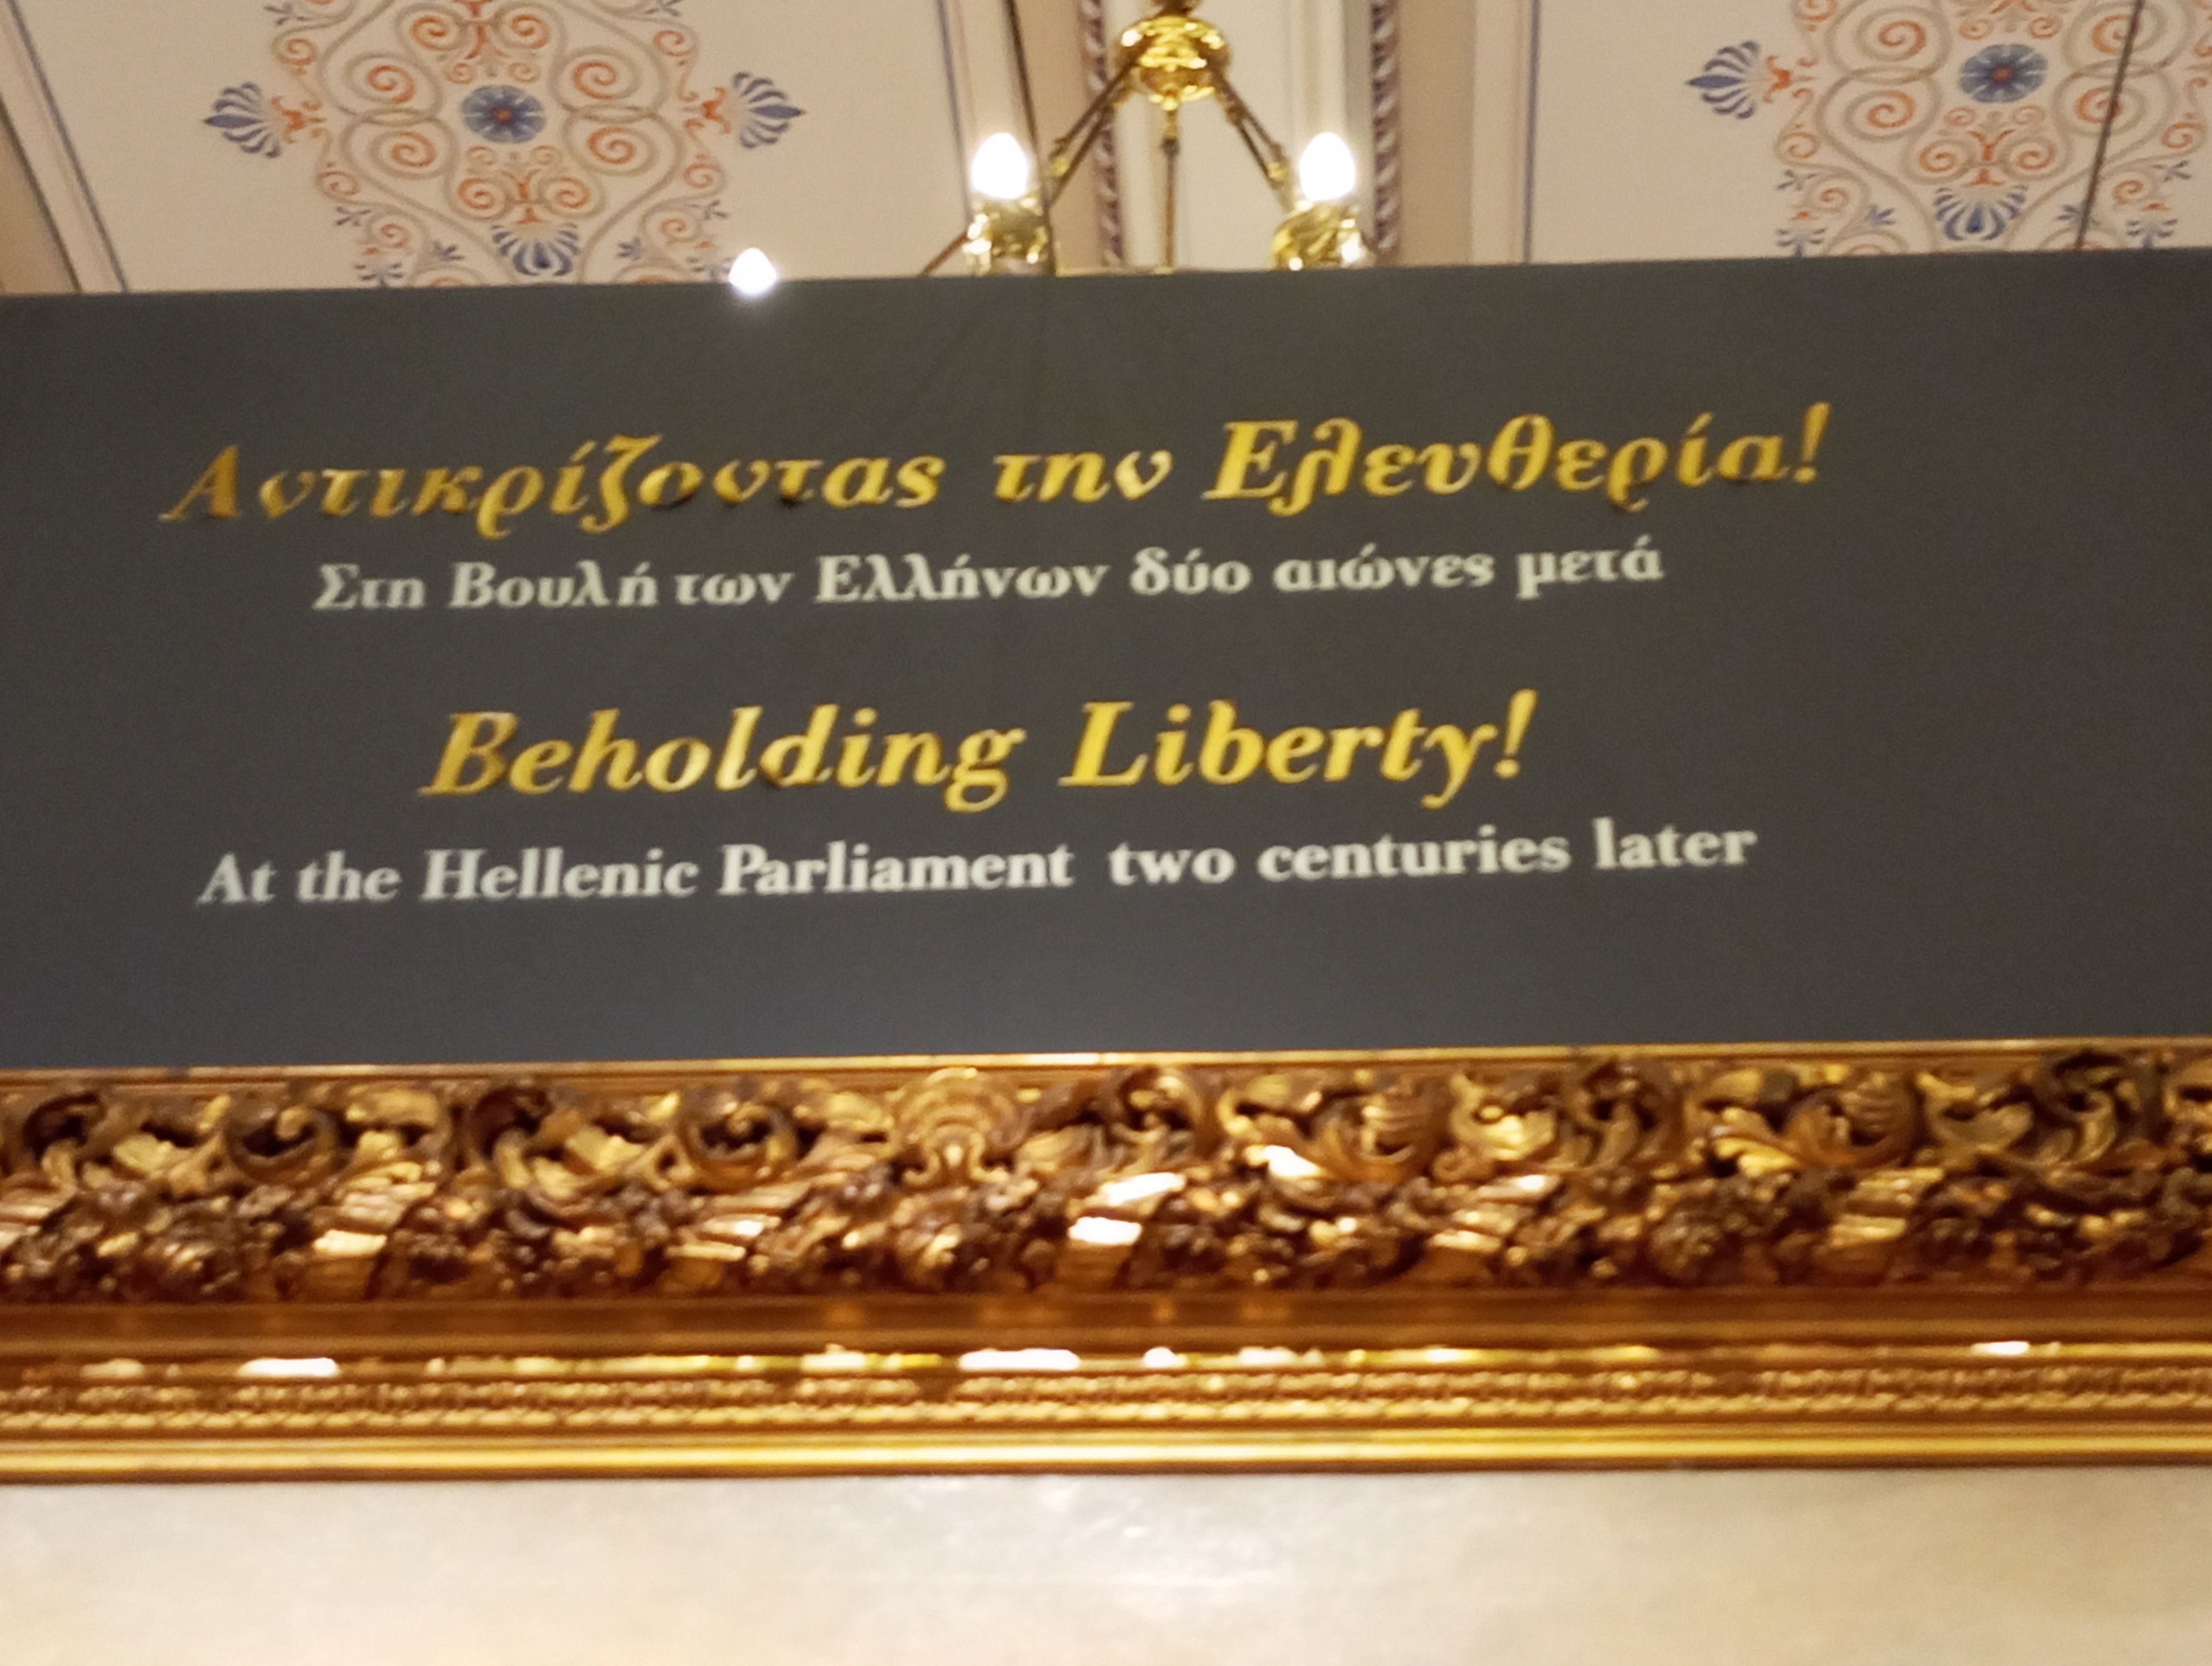 Αντικρίζοντας την Ελευθερία!
Στη Βουλή των Ελλήνων δύο αιώνες μετά
Beholding Liberty!
At the Hellenic Parliament two centuries later